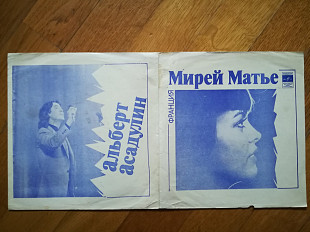 альберт
асадулин
Мирей Матье
ФРАНЦИЯ